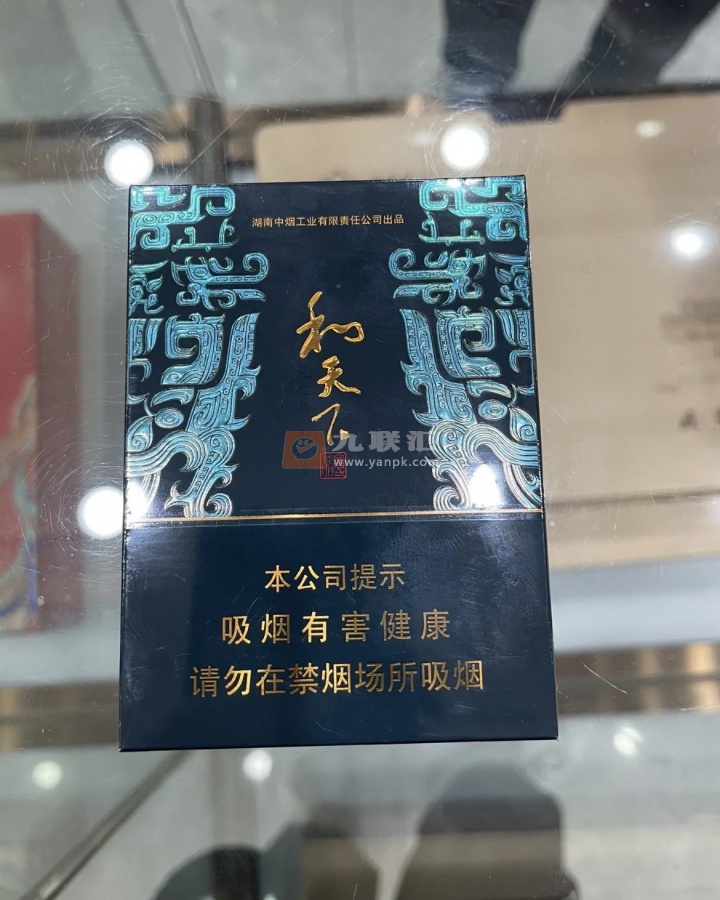 湖南中烟工业有限责任公司出品
和
天
下
九联汇
www.yanpk.com
本公司提示
吸烟有害健康
请勿在禁烟场所吸烟